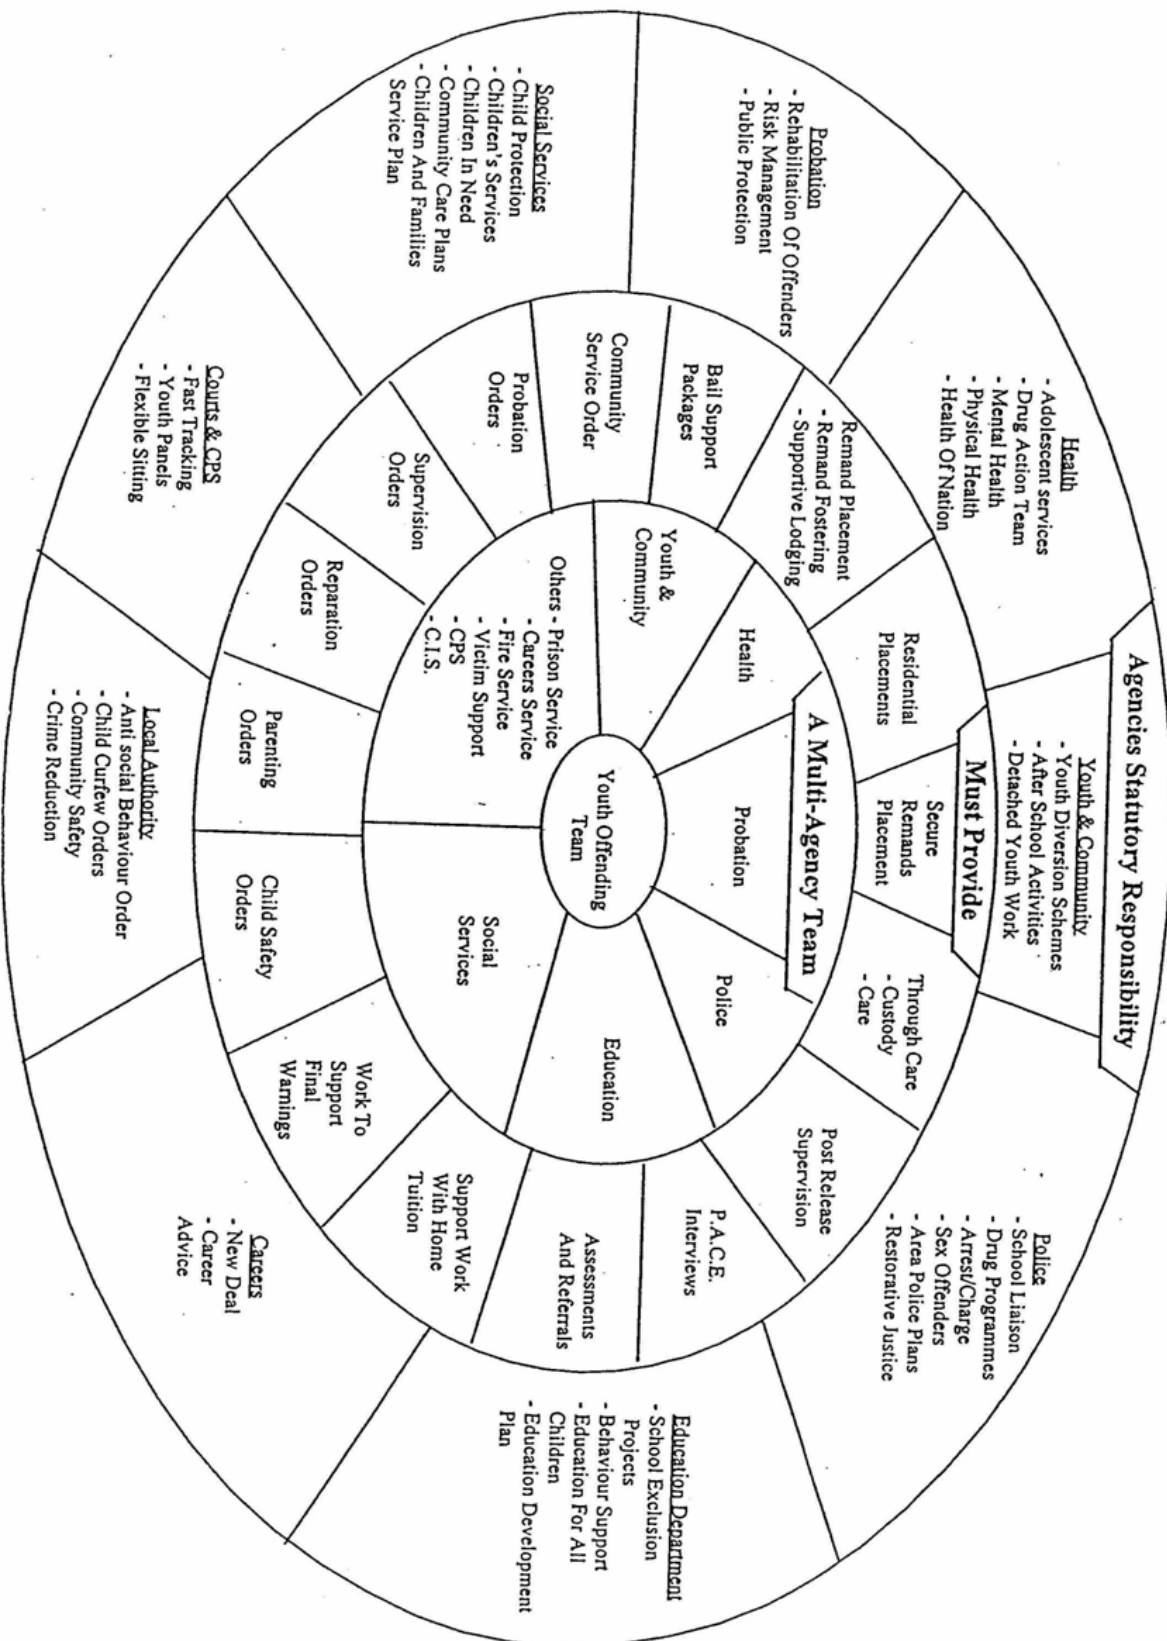 Agencies Statutory Responsibility
Youth & Community
- Youth Diversion Schemes
- After School Activities
- Detached Youth Work
Police
- School Liaison
- Drug Programmes
- Arrest/Charge
- Sex Offenders
- Area Police Plans
- Restorative Justice
Education Department
- School Exclusion
Projects
- Behaviour Support
- Education For All
Children
- Education Development
Plan
Careers
- New Deal
- Career
Advice
Local Authority
- Anti social Behaviour Order
- Child Curfew Orders
- Community Safety
- Crime Reduction
Courts & CPS
- Fast Tracking
- Youth Panels
- Flexible Sitting
Social Services
- Child Protection
- Children's Services
- Children In Need
- Community Care Plans
- Children And Families
Service Plan
Probation
- Rehabilitation Of Offenders
- Risk Management
- Public Protection
Health
- Adolescent services
- Drug Action Team
- Mental Health
- Physical Health
- Health Of Nation
Must Provide
Secure
Remands
Placement
Through Care
- Custody
- Care
Post Release
Supervision
P.A.C.E.
Interviews
Assessments
And Referrals
Support Work
With Home
Tuition
Work To
Support
Final
Warnings
Child Safety
Orders
Parenting
Orders
Reparation
Orders
Supervision
Orders
Probation
Orders
Community
Service Order
Bail Support
Packages
Remand Placement
- Remand Fostering
- Supportive Lodging
Residential
Placements
A Multi-Agency Team
Probation
Police
Education
Social
Services
Others - Prison Service
- Careers Service
- Fire Service
- Victim Support
- CPS
- C.I.S.
Youth &
Community
Health
Youth Offending
Team